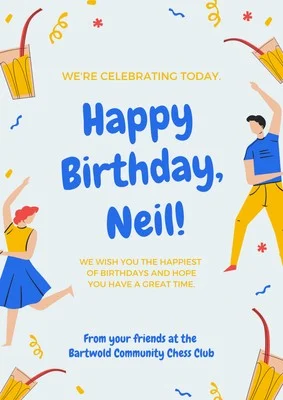 WE'RE CELEBRATING TODAY.
Happy
Birthday,
Neil!
WE WISH YOU THE HAPPIEST
OF BIRTHDAYS AND HOPE
YOU HAVE A GREAT TIME.
From your friends at the
Bartwold Community Chess Club